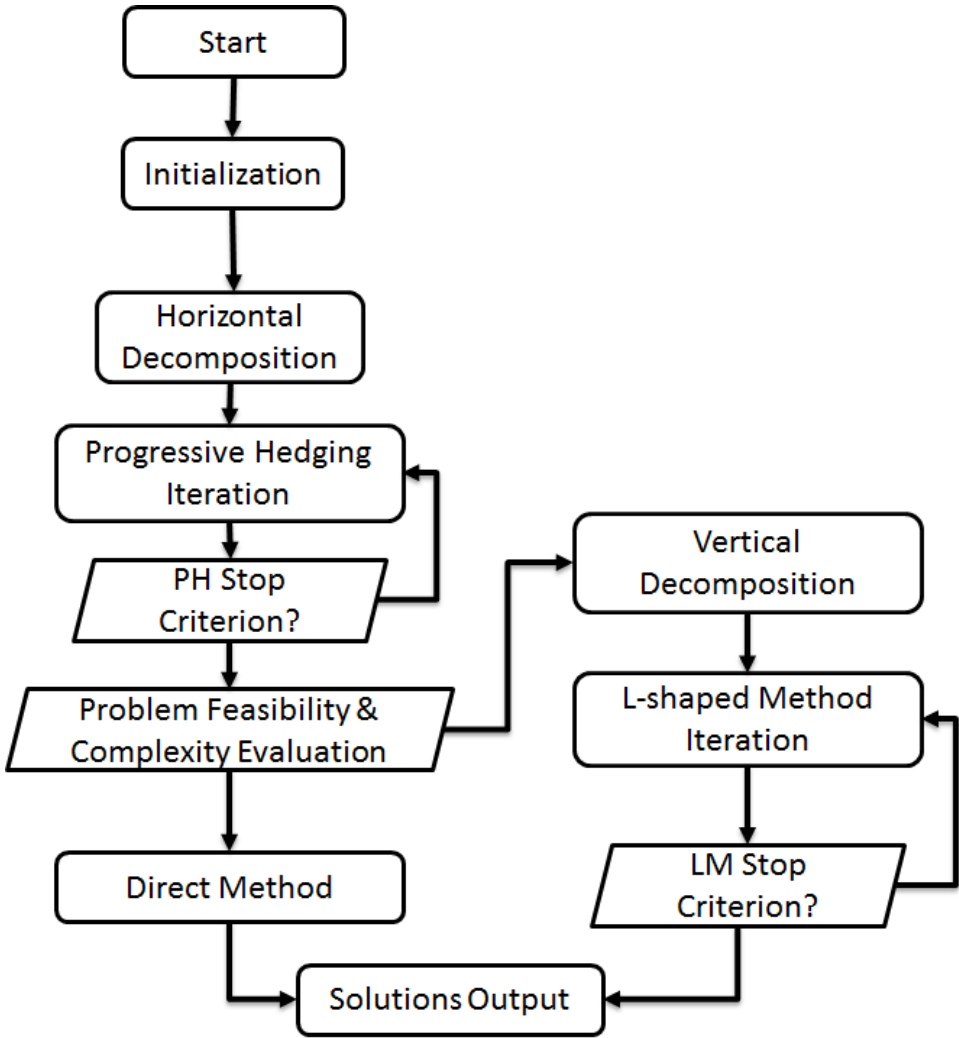 Start
Initialization
Horizontal
Decomposition
Progressive Hedging
Iteration
PH Stop
Criterion?
Problem Feasibility &
Complexity Evaluation
Direct Method
Vertical
Decomposition
L-shaped Method
Iteration
LM Stop
Criterion?
Solutions Output